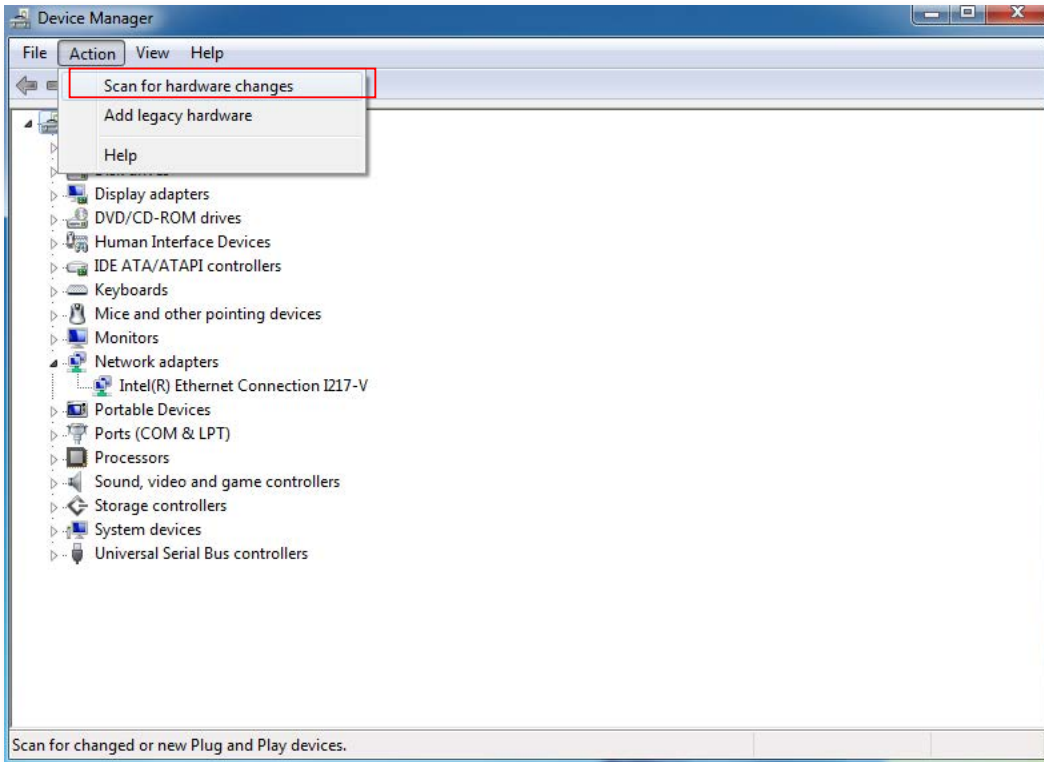 Device Manager
File Action View Help
Scan for hardware changes
Add legacy hardware
Help
Display adapters
DVD/CD-ROM drives
Human Interface Devices
IDE ATA/ATAPI controllers
Keyboards
Mice and other pointing devices
Monitors
Network adapters
Intel(R) Ethernet Connection I217-V
Portable Devices
Ports (COM & LPT)
Processors
Sound, video and game controllers
Storage controllers
System devices
Universal Serial Bus controllers
Scan for changed or new Plug and Play devices.